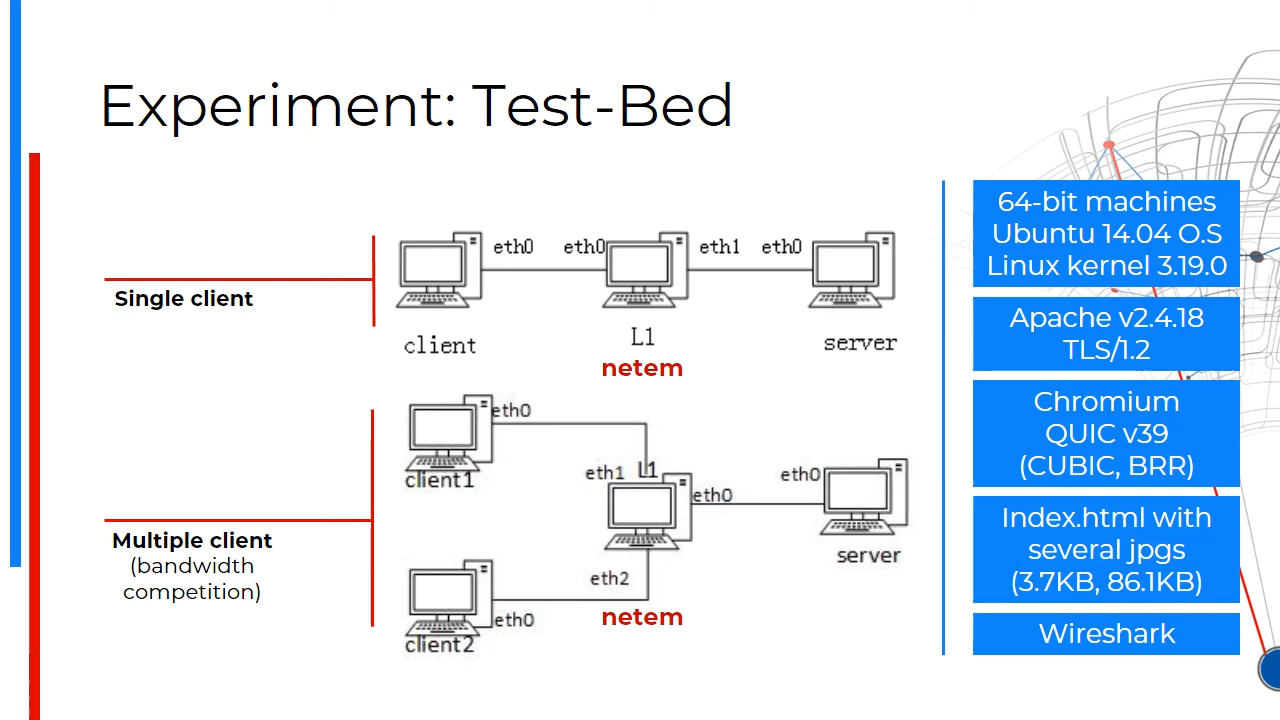 Experiment: Test-Bed
Single client
eth0
eth0
eth1
eth0
client
L1
server
netem
Multiple client
(bandwidth
competition)
eth0
client1
eth1
L1
eth0
eth0
server
eth2
eth0
client2
netem
64-bit machines
Ubuntu 14.04 O.S
Linux kernel 3.19.0
Apache v2.4.18
TLS/1.2
Chromium
QUIC v39
(CUBIC, BRR)
Index.html with
several jpgs
(3.7KB, 86.1KB)
Wireshark